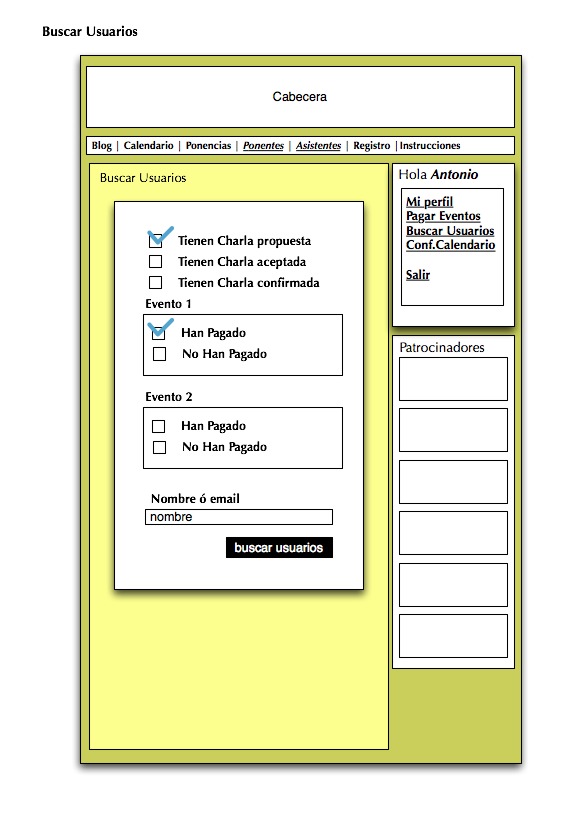 Buscar Usuarios
Cabecera
Blog | Calendario | Ponencias | Ponentes | Asistentes | Registro |Instrucciones
Buscar Usuarios
Tienen Charla propuesta
Tienen Charla aceptada
Tienen Charla confirmada
Evento 1
Han Pagado
No Han Pagado
Evento 2
Han Pagado
No Han Pagado
Nombre ó email
nombre
buscar usuarios
Hola Antonio
Mi perfil
Pagar Eventos
Buscar Usuarios
Conf.Calendario
Salir
Patrocinadores